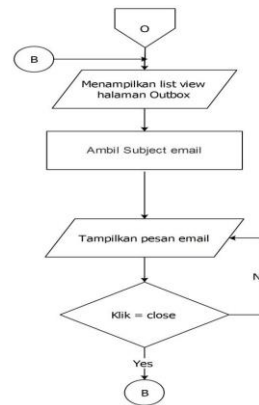 O
B
Menampilkan list view
halaman Outbox
Ambil Subject email
Tampilkan pesan email
N
Klik = close
Yes
B